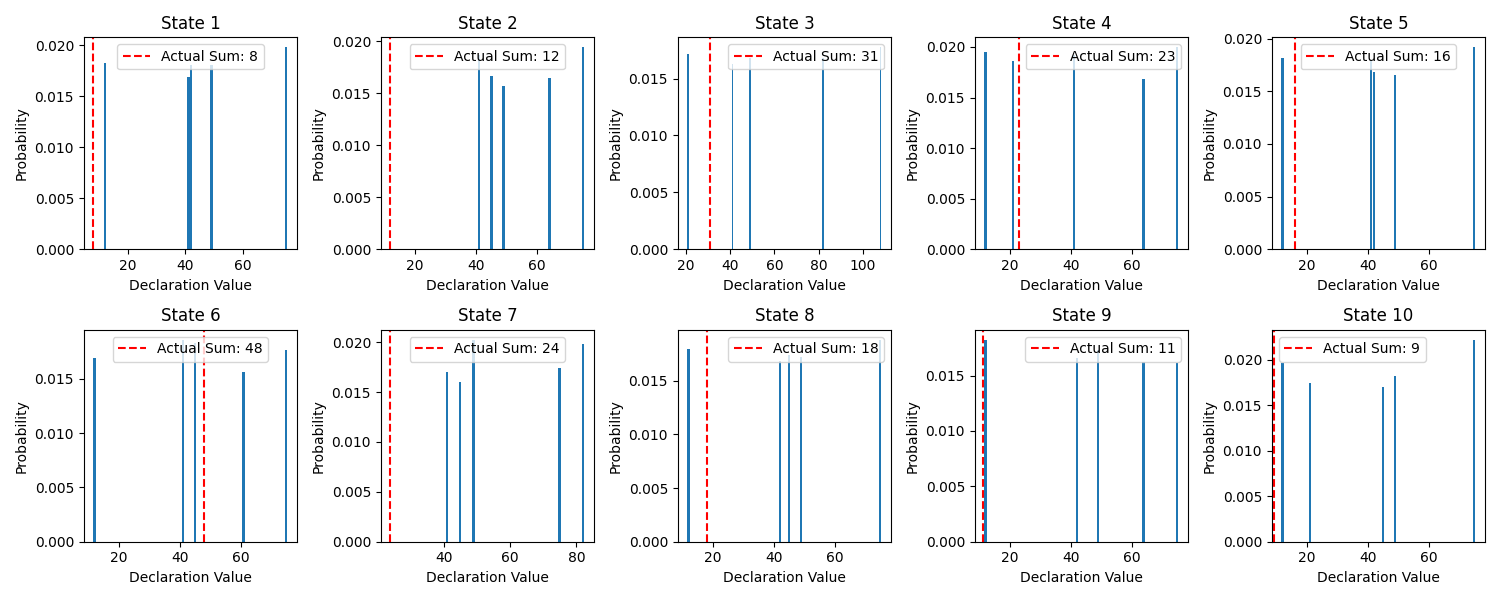 State 1
Actual Sum: 8
0.020
0.015
0.010
0.005
0.000
Probability
20 40 60
Declaration Value
State 2
Actual Sum: 12
0.020
0.015
0.010
0.005
0.000
Probability
20 40 60
Declaration Value
State 3
Actual Sum: 31
0.015
0.010
0.005
0.000
Probability
20 40 60 80 100
Declaration Value
State 4
Actual Sum: 23
0.020
0.015
0.010
0.005
0.000
Probability
20 40 60
Declaration Value
State 5
Actual Sum: 16
0.020
0.015
0.010
0.005
0.000
Probability
20 40 60
Declaration Value
State 6
Actual Sum: 48
0.015
0.010
0.005
0.000
Probability
20 40 60
Declaration Value
State 7
Actual Sum: 24
0.020
0.015
0.010
0.005
0.000
Probability
40 60 80
Declaration Value
State 8
Actual Sum: 18
0.015
0.010
0.005
0.000
Probability
20 40 60
Declaration Value
State 9
Actual Sum: 11
0.015
0.010
0.005
0.000
Probability
20 40 60
Declaration Value
State 10
Actual Sum: 9
0.020
0.015
0.010
0.005
0.000
Probability
20 40 60
Declaration Value